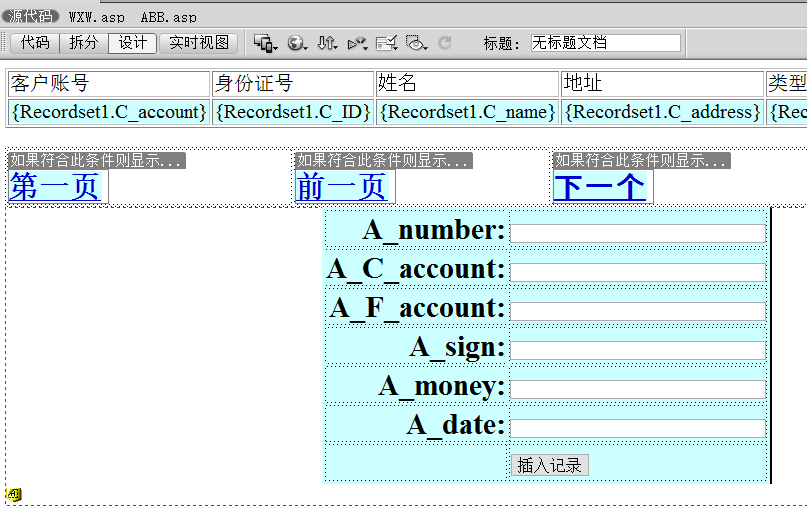 源代码 WXW.asp ABB.asp
代码 拆分 设计 实时视图 标题: 无标题文档
客户账号 身份证号 姓名 地址 类型
{Recordset1.C_account} {Recordset1.C_ID} {Recordset1.C_name} {Recordset1.C_address} {Rec
如果符合此条件则显示... 如果符合此条件则显示... 如果符合此条件则显示...
第一页 前一页 下一个
A_number:
A_C_account:
A_F_account:
A_sign:
A_money:
A_date:
插入记录